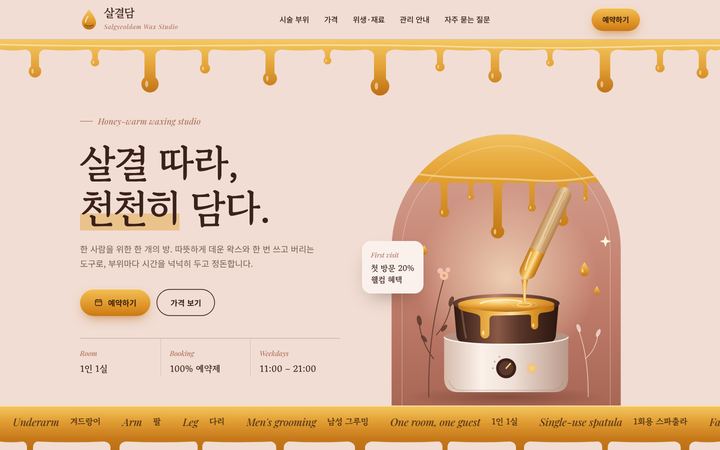 살결담
Salgyeoldam Wax Studio
시술 부위
가격
위생·재료
관리 안내
자주 묻는 질문
예약하기
Honey-warm waxing studio
살결 따라,
천천히 담다.
한 사람을 위한 한 개의 방. 따뜻하게 데운 왁스와 한 번 쓰고 버리는
도구로, 부위마다 시간을 넉넉히 두고 정돈합니다.
예약하기
가격 보기
First visit
첫 방문 20%
웰컴 혜택
Room
1인 1실
Booking
100% 예약제
Weekdays
11:00 – 21:00
Underarm 겨드랑이 Arm 팔 Leg 다리 Men's grooming 남성 그루밍 One room, one guest 1인 1실 Single-use spatula 1회용 스파출라 Fa